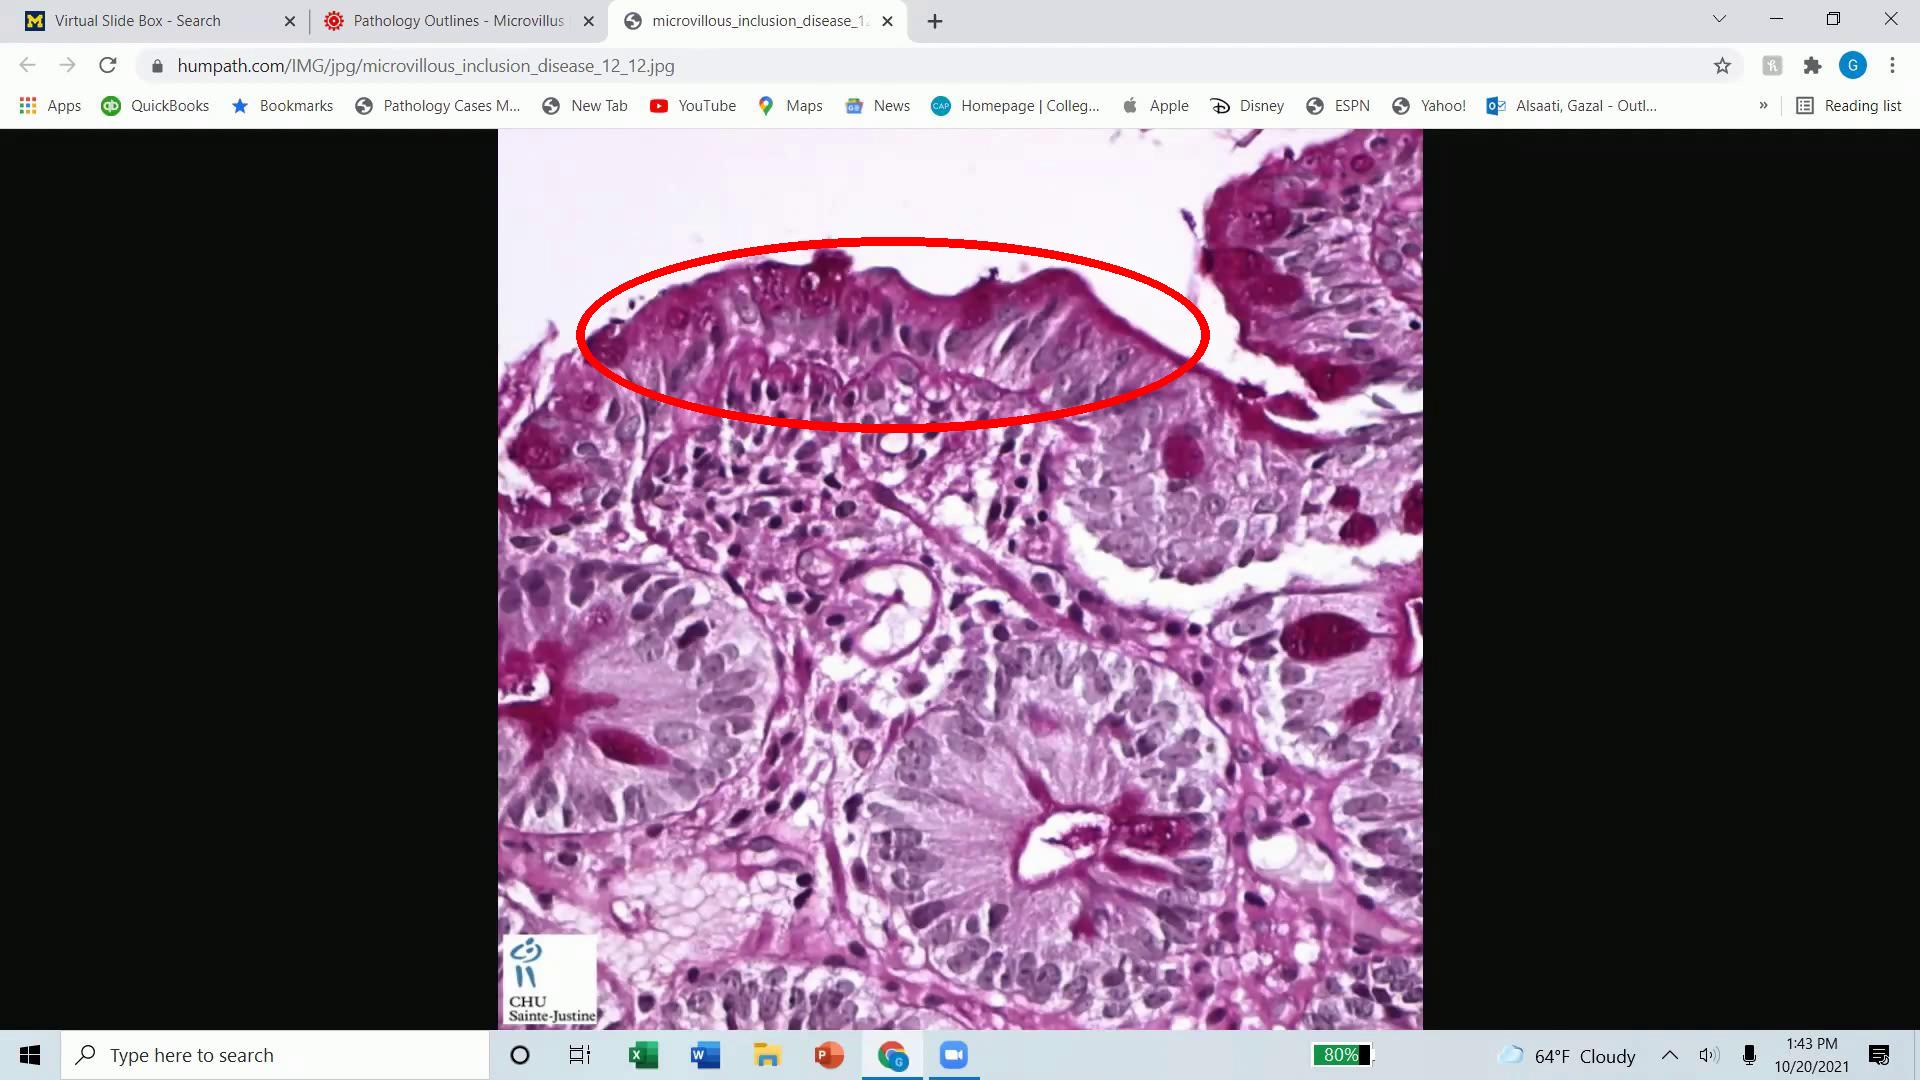 Virtual Slide Box - Search
Pathology Outlines - Microvillus
microvillous_inclusion_disease_12
humpath.com/IMG/jpg/microvillous_inclusion_disease_12_12.jpg
G
Apps
QuickBooks
Bookmarks
Pathology Cases M...
New Tab
YouTube
Maps
News
CAP
Homepage | Colleg...
Apple
Disney
ESPN
Yahoo!
Alsaati, Gazal - Outl...
»
Reading list
CHU
Sainte-Justine
Type here to search
80%
64°F Cloudy
1:43 PM
10/20/2021